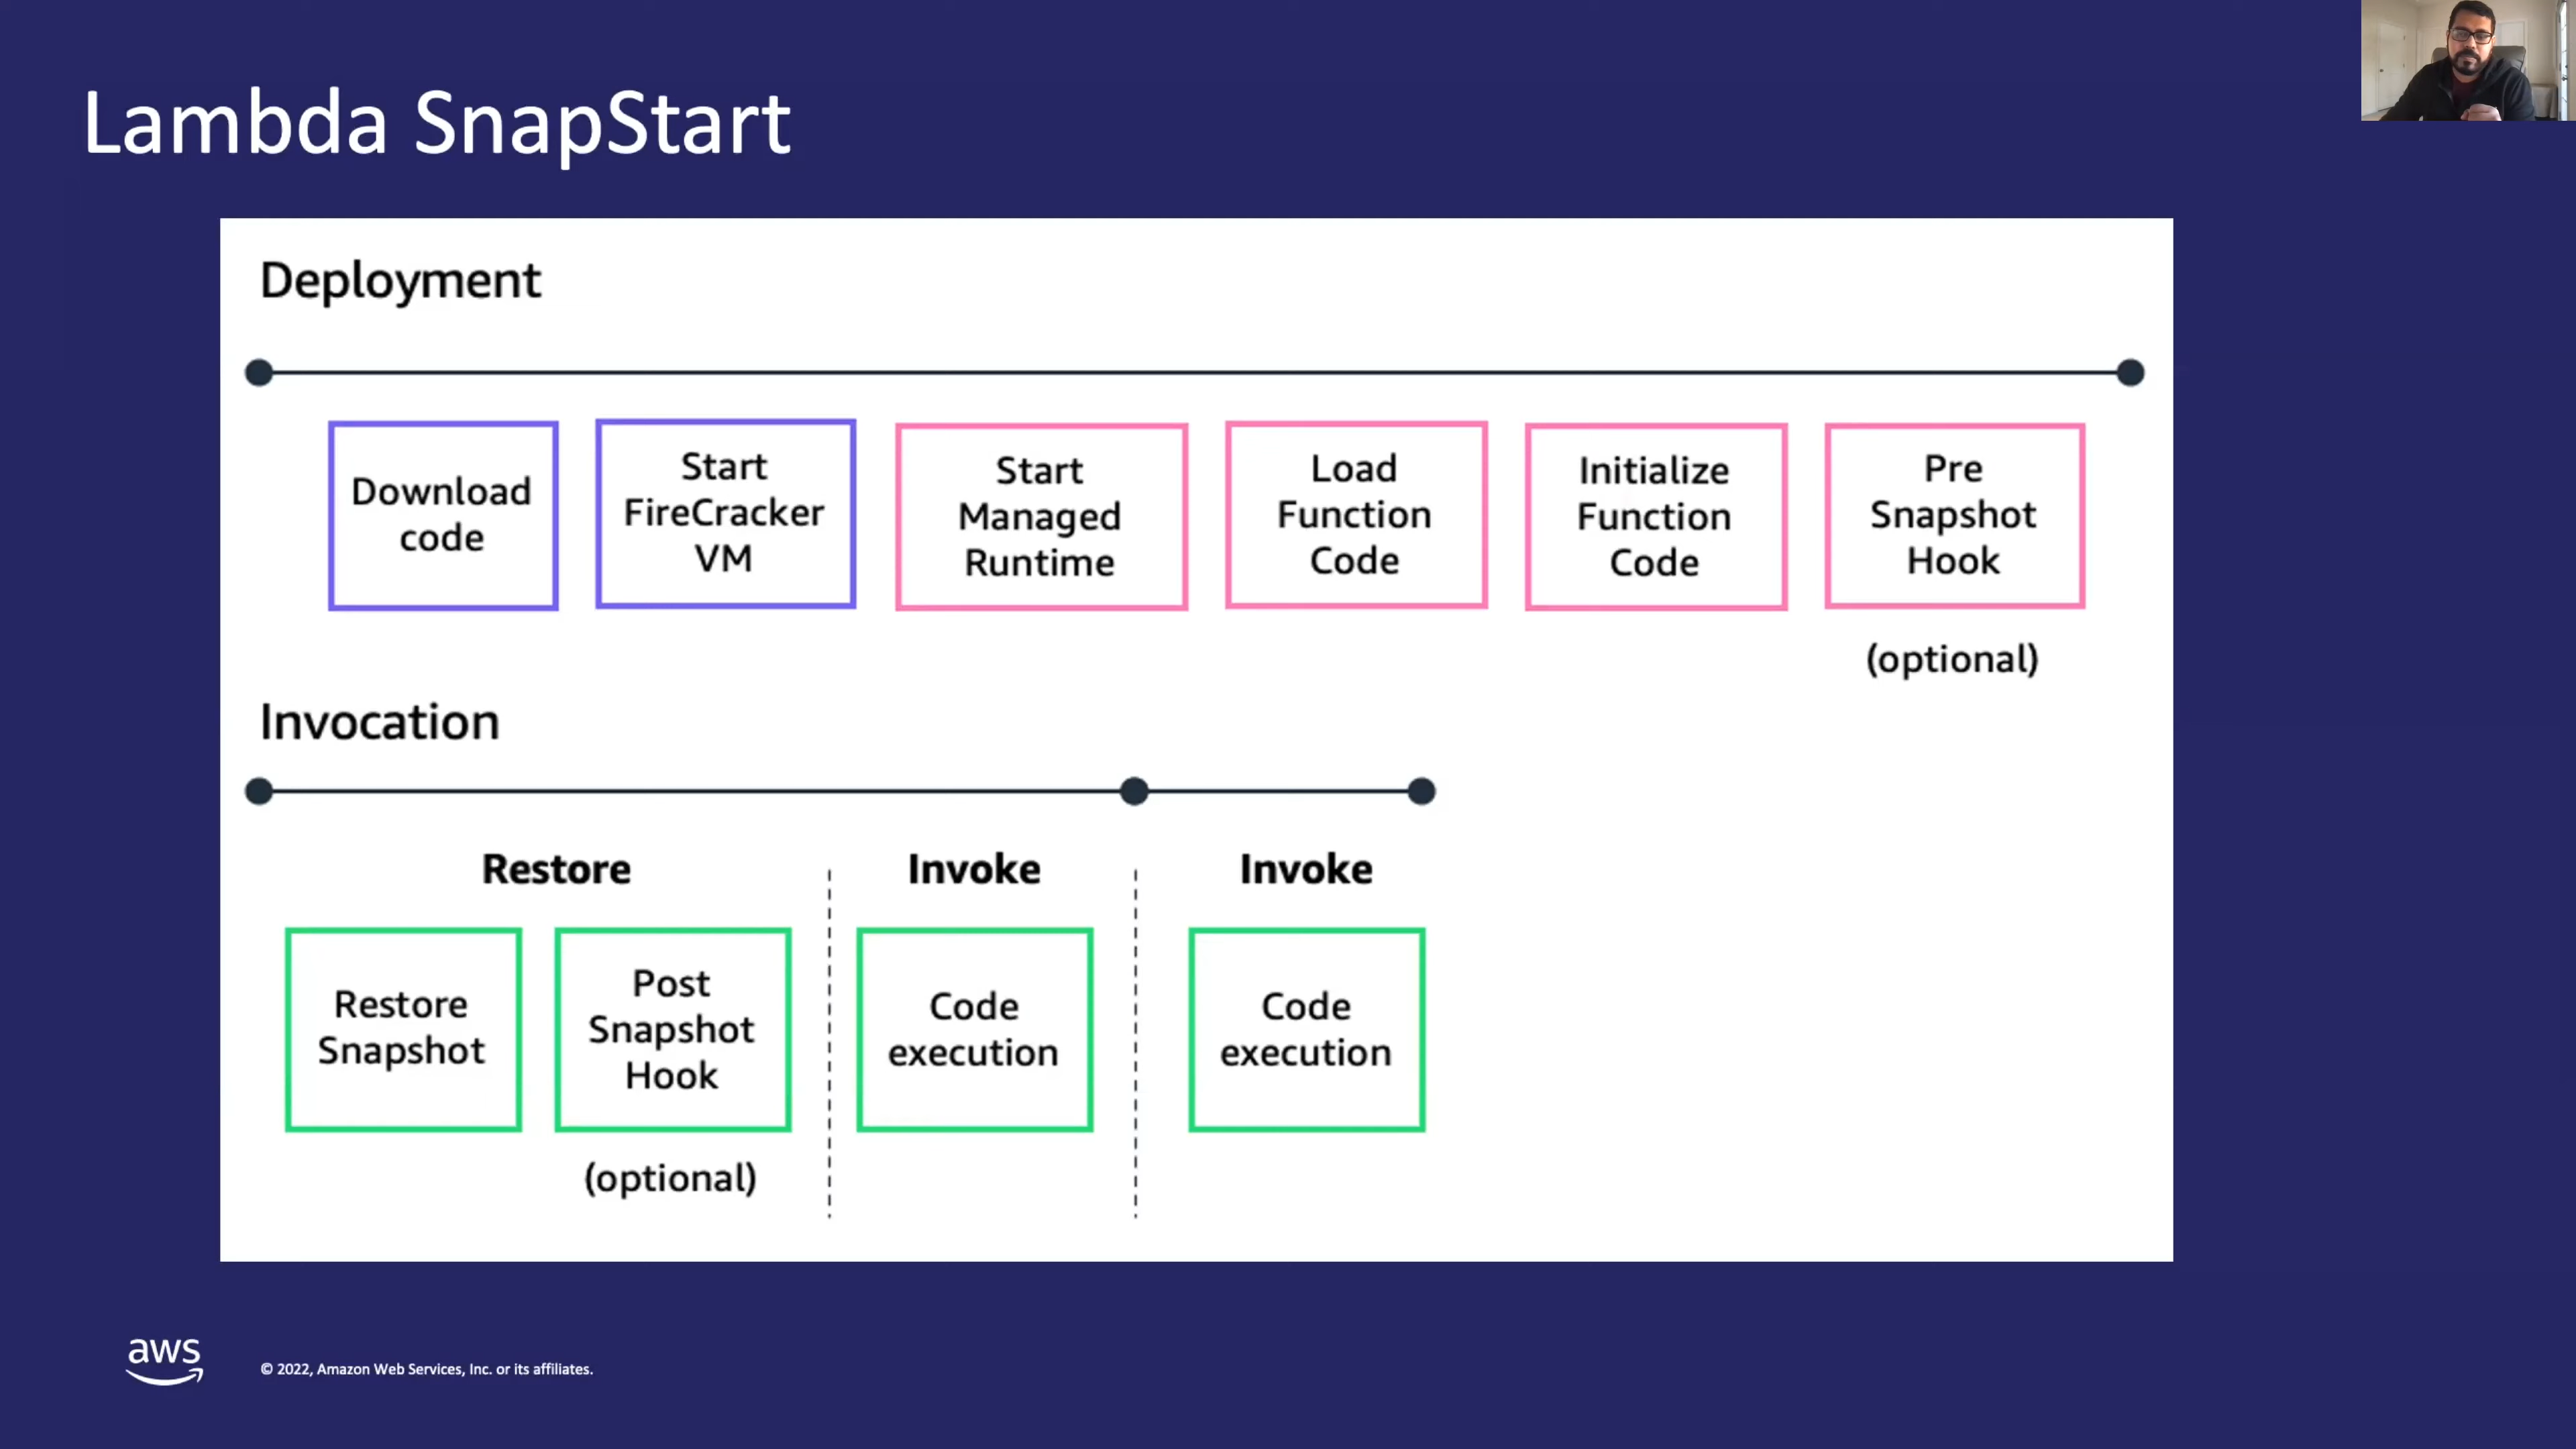 Lambda SnapStart
Deployment
Download
code
Start
FireCracker
VM
Start
Managed
Runtime
Load
Function
Code
Initialize
Function
Code
Pre
Snapshot
Hook
(optional)
Invocation
Restore
Invoke
Invoke
Restore
Snapshot
Post
Snapshot
Hook
(optional)
Code
execution
Code
execution
aws
© 2022, Amazon Web Services, Inc. or its affiliates.